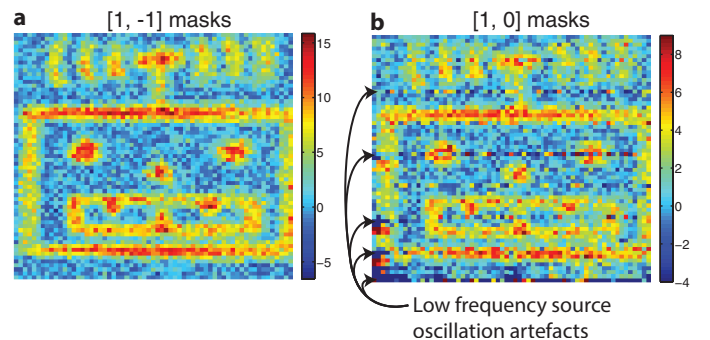 a
[1, -1] masks
15
10
5
0
−5
b
[1, 0] masks
8
6
4
2
0
−2
−4
Low frequency source
oscillation artefacts